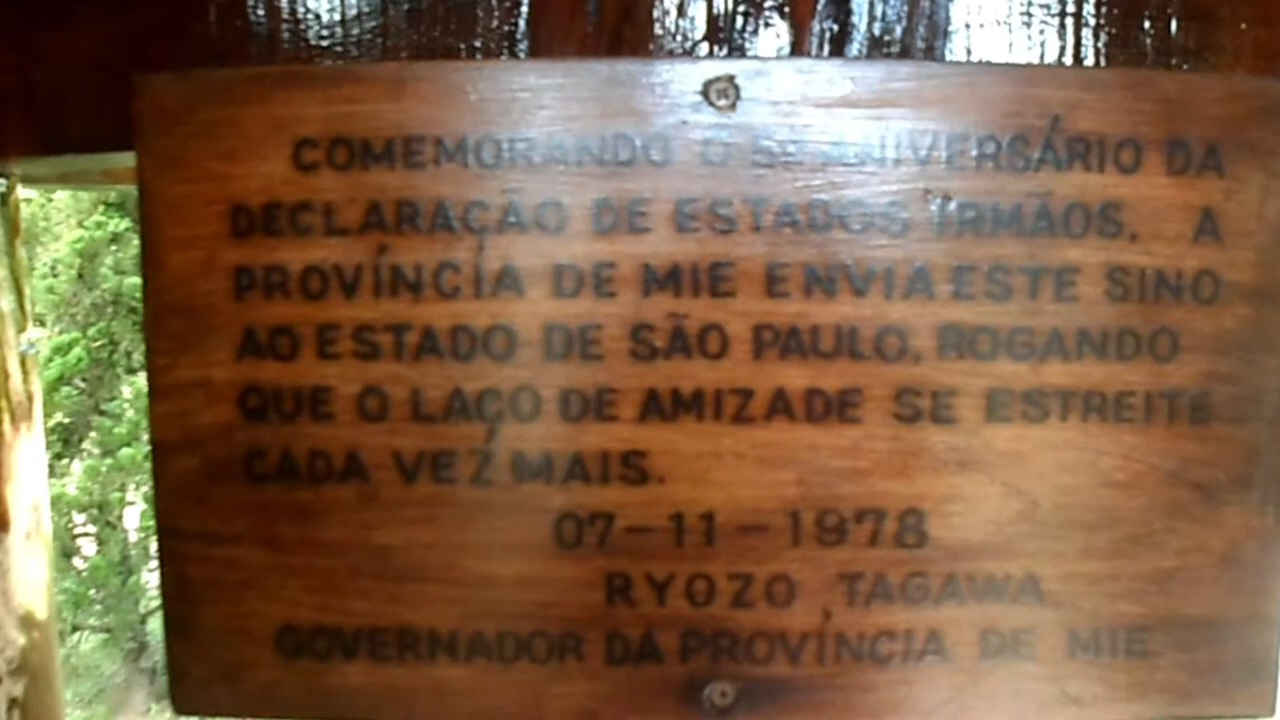 COMEMORANDO O ANIVERSÁRIO DA
DECLARAÇÃO DE ESTADOS IRMÃOS, A
PROVÍNCIA DE MIE ENVIA ESTE SINO
AO ESTADO DE SÃO PAULO, ROGANDO
QUE O LAÇO DE AMIZADE SE ESTREITE
CADA VEZ MAIS.
07-11-1978
RYOZO TAGAWA
GOVERNADOR DA PROVÍNCIA DE MIE